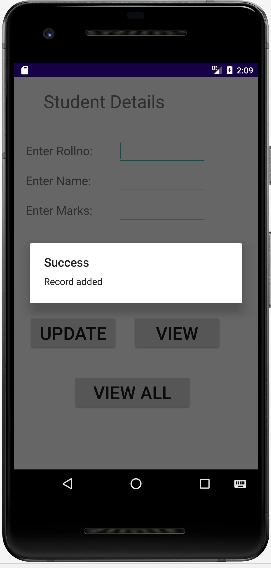 2:09
Student Details
Enter Rollno:
Enter Name:
Enter Marks:
Success
Record added
UPDATE
VIEW
VIEW ALL